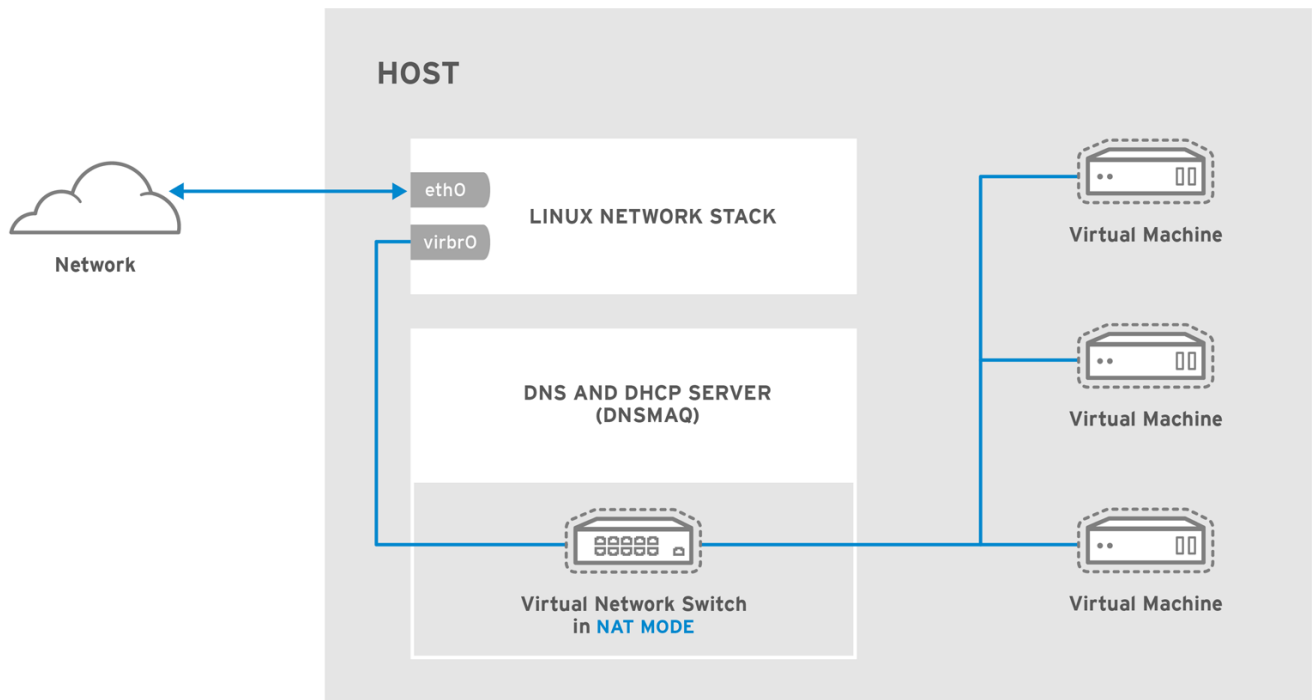 HOST
eth0
LINUX NETWORK STACK
virbr0
Network
Virtual Machine
DNS AND DHCP SERVER
(DNSMAQ)
Virtual Machine
Virtual Network Switch
in NAT MODE
Virtual Machine